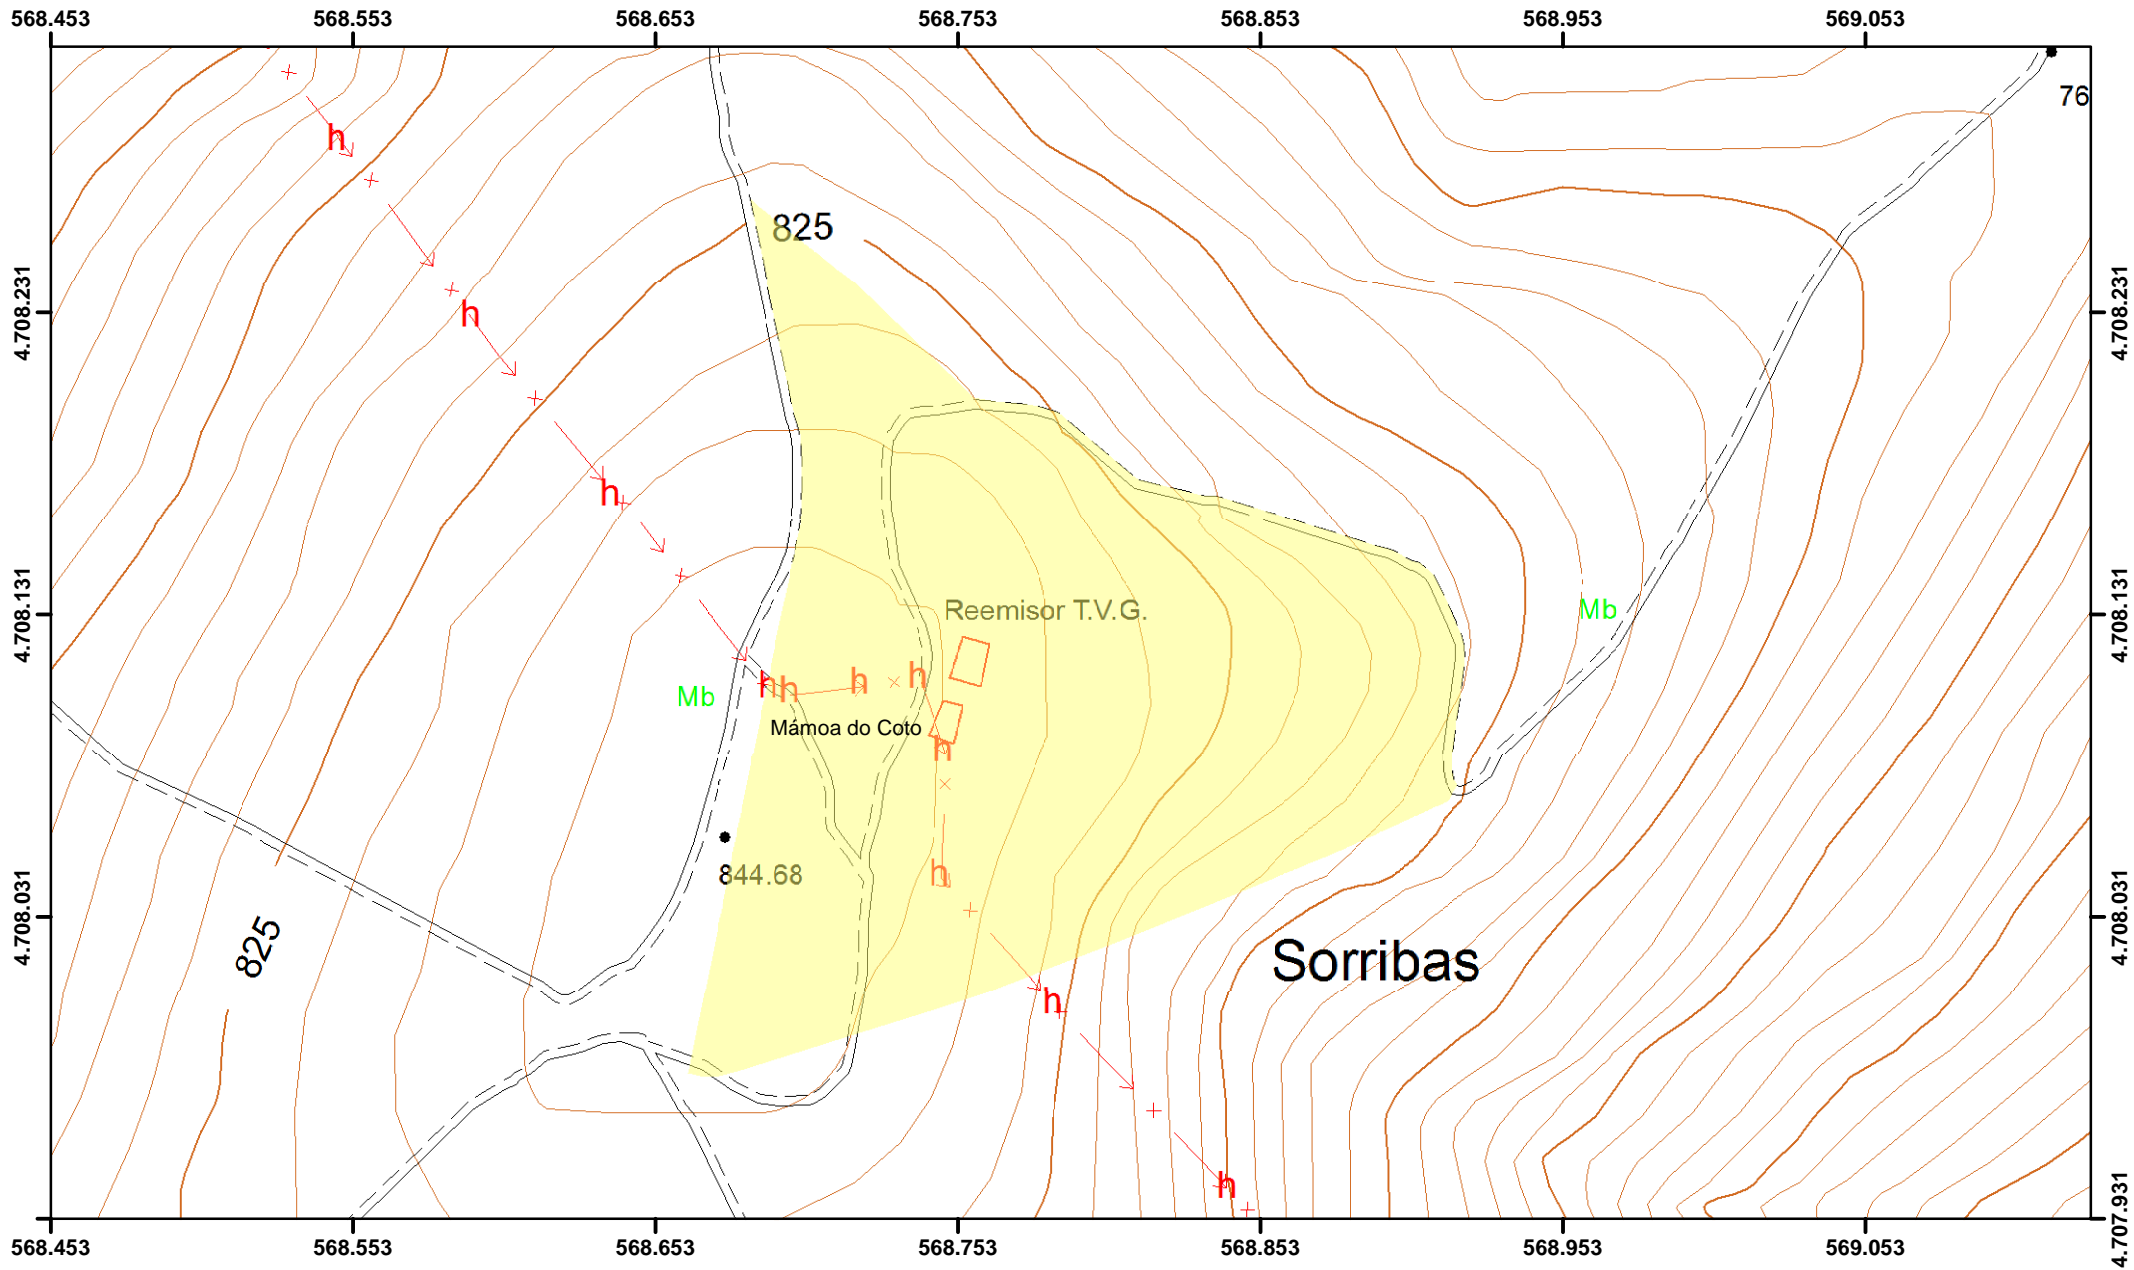 568.453 568.553 568.653 568.753 568.853 568.953 569.053
76
h
825
h
4.708.231 4.708.231
h
Reemisor T.V.G.
Mb
4.708.131 4.708.131
h h h h
Mb
Mámoa do Coto
h
h
844.68
4.708.031 4.708.031
825
Sorribas
h
h
4.707.931
568.453 568.553 568.653 568.753 568.853 568.953 569.053